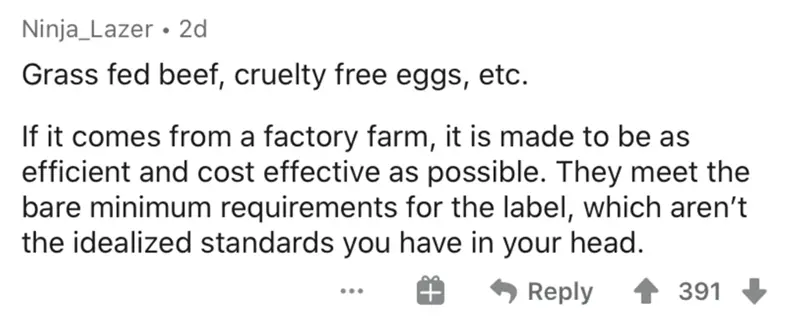 Ninja_Lazer • 2d
Grass fed beef, cruelty free eggs, etc.
If it comes from a factory farm, it is made to be as
efficient and cost effective as possible. They meet the
bare minimum requirements for the label, which aren’t
the idealized standards you have in your head.
... Reply 391